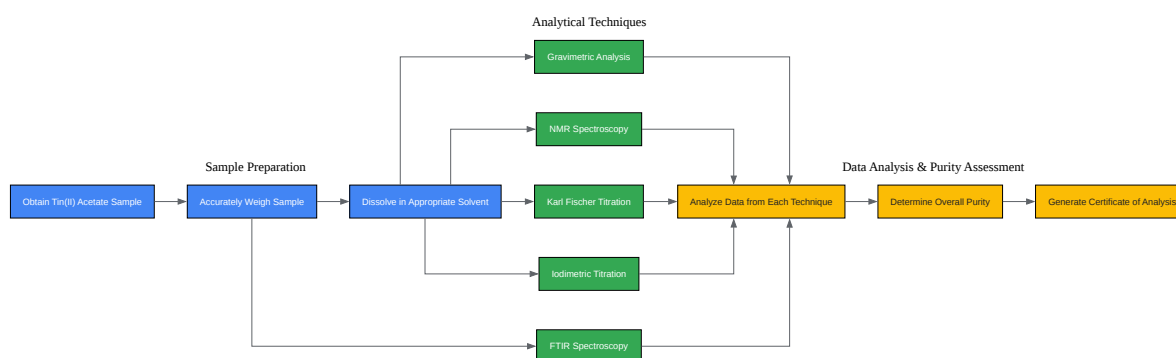 Analytical Techniques
Gravimetric Analysis
NMR Spectroscopy
Sample Preparation
Data Analysis & Purity Assessment
Obtain Tin(II) Acetate Sample
Accurately Weigh Sample
Dissolve in Appropriate Solvent
Karl Fischer Titration
Analyze Data from Each Technique
Determine Overall Purity
Generate Certificate of Analysis
Iodimetric Titration
FTIR Spectroscopy